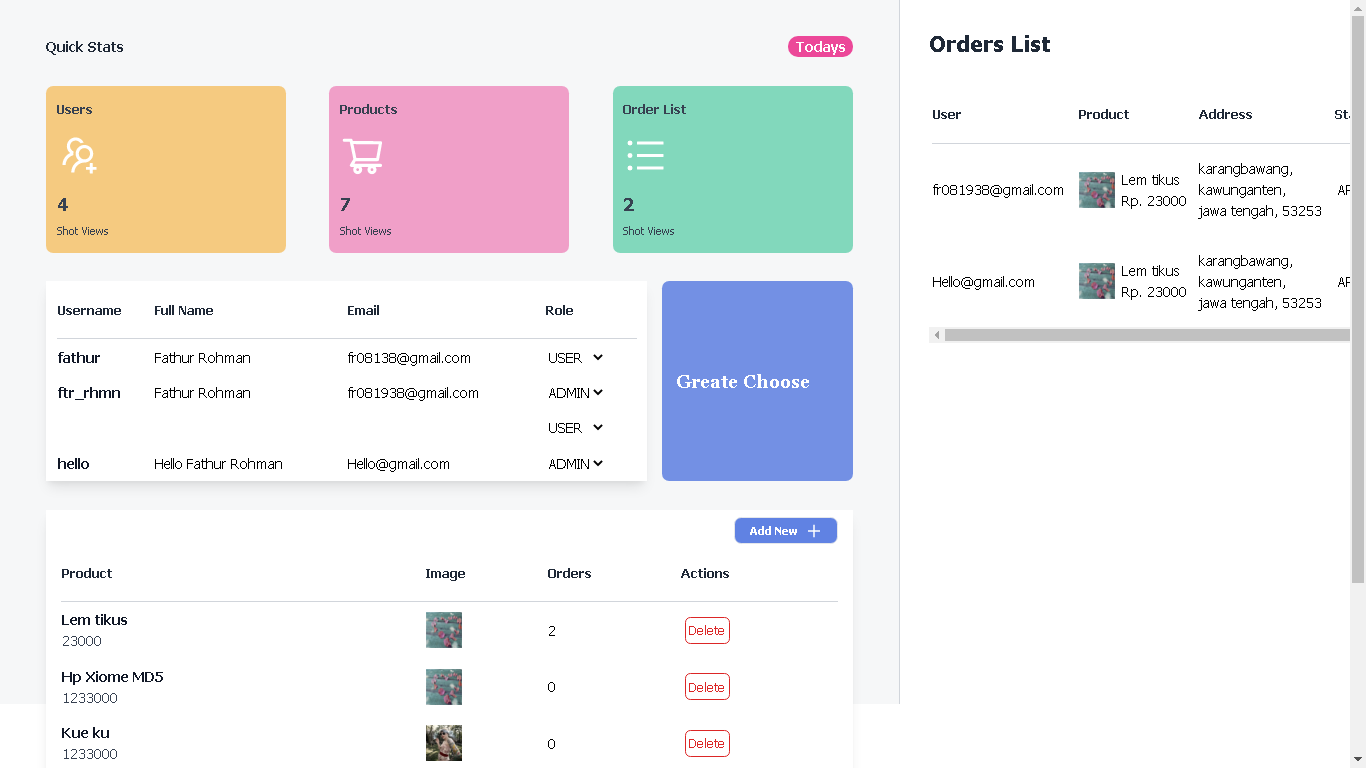 Quick Stats
Todays
Users
4
Shot Views
Products
7
Shot Views
Order List
2
Shot Views
Username Full Name Email Role
fathur Fathur Rohman fr08138@gmail.com USER
ftr_rhmn Fathur Rohman fr081938@gmail.com ADMIN
USER
hello Hello Fathur Rohman Hello@gmail.com ADMIN
Greate Choose
Add New
Product Image Orders Actions
Lem tikus
23000
2
Delete
Hp Xiome MD5
1233000
0
Delete
Kue ku
1233000
0
Delete
Orders List
User Product Address
fr081938@gmail.com
Lem tikus
Rp. 23000
karangbawang,
kawunganten,
jawa tengah, 53253
Hello@gmail.com
Lem tikus
Rp. 23000
karangbawang,
kawunganten,
jawa tengah, 53253